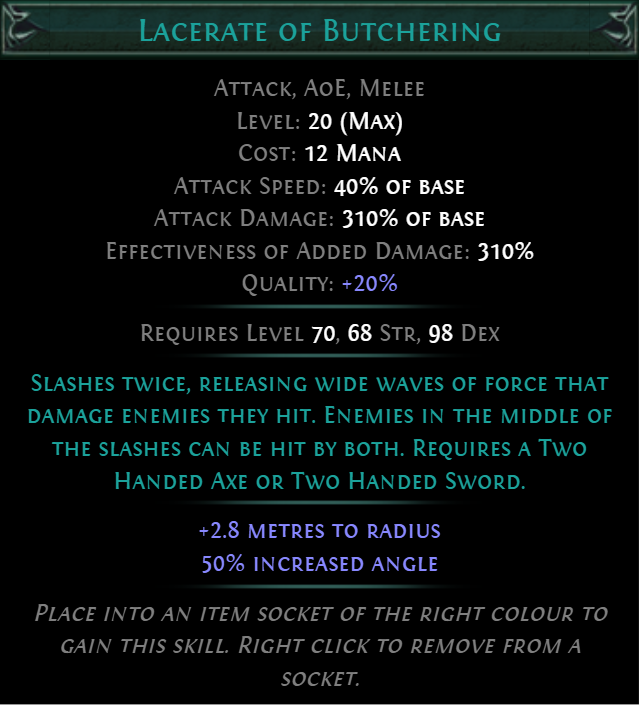 Lacerate of Butchering
Attack, AoE, Melee
Level: 20 (Max)
Cost: 12 Mana
Attack Speed: 40% of base
Attack Damage: 310% of base
Effectiveness of Added Damage: 310%
Quality: +20%
Requires Level 70, 68 Str, 98 Dex
Slashes twice, releasing wide waves of force that
damage enemies they hit. Enemies in the middle of
the slashes can be hit by both. Requires a Two
Handed Axe or Two Handed Sword.
+2.8 metres to radius
50% increased angle
Place into an item socket of the right colour to
gain this skill. Right click to remove from a
socket.